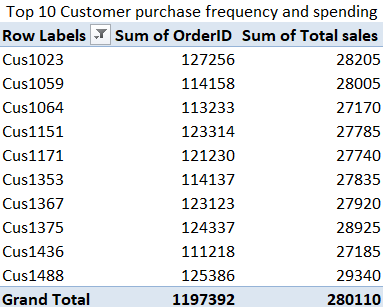 Top 10 Customer purchase frequency and spending
Row Labels Sum of OrderID Sum of Total sales
Cus1023 127256 28205
Cus1059 114158 28005
Cus1064 113233 27170
Cus1151 123314 27785
Cus1171 121230 27740
Cus1353 114137 27835
Cus1367 123123 27920
Cus1375 124337 28925
Cus1436 111218 27185
Cus1488 125386 29340
Grand Total 1197392 280110